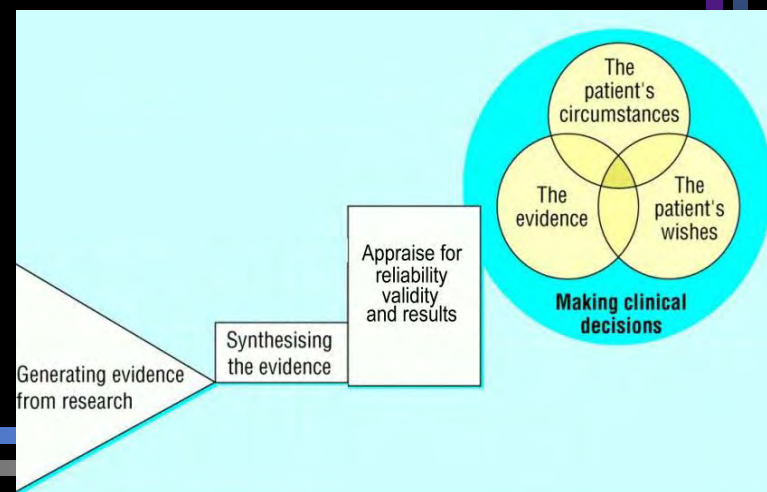 Generating evidence
from research
Synthesising
the evidence
Appraise for
reliability
validity
and results
The
patient's
circumstances
The
evidence
The
patient's
wishes
Making clinical
decisions